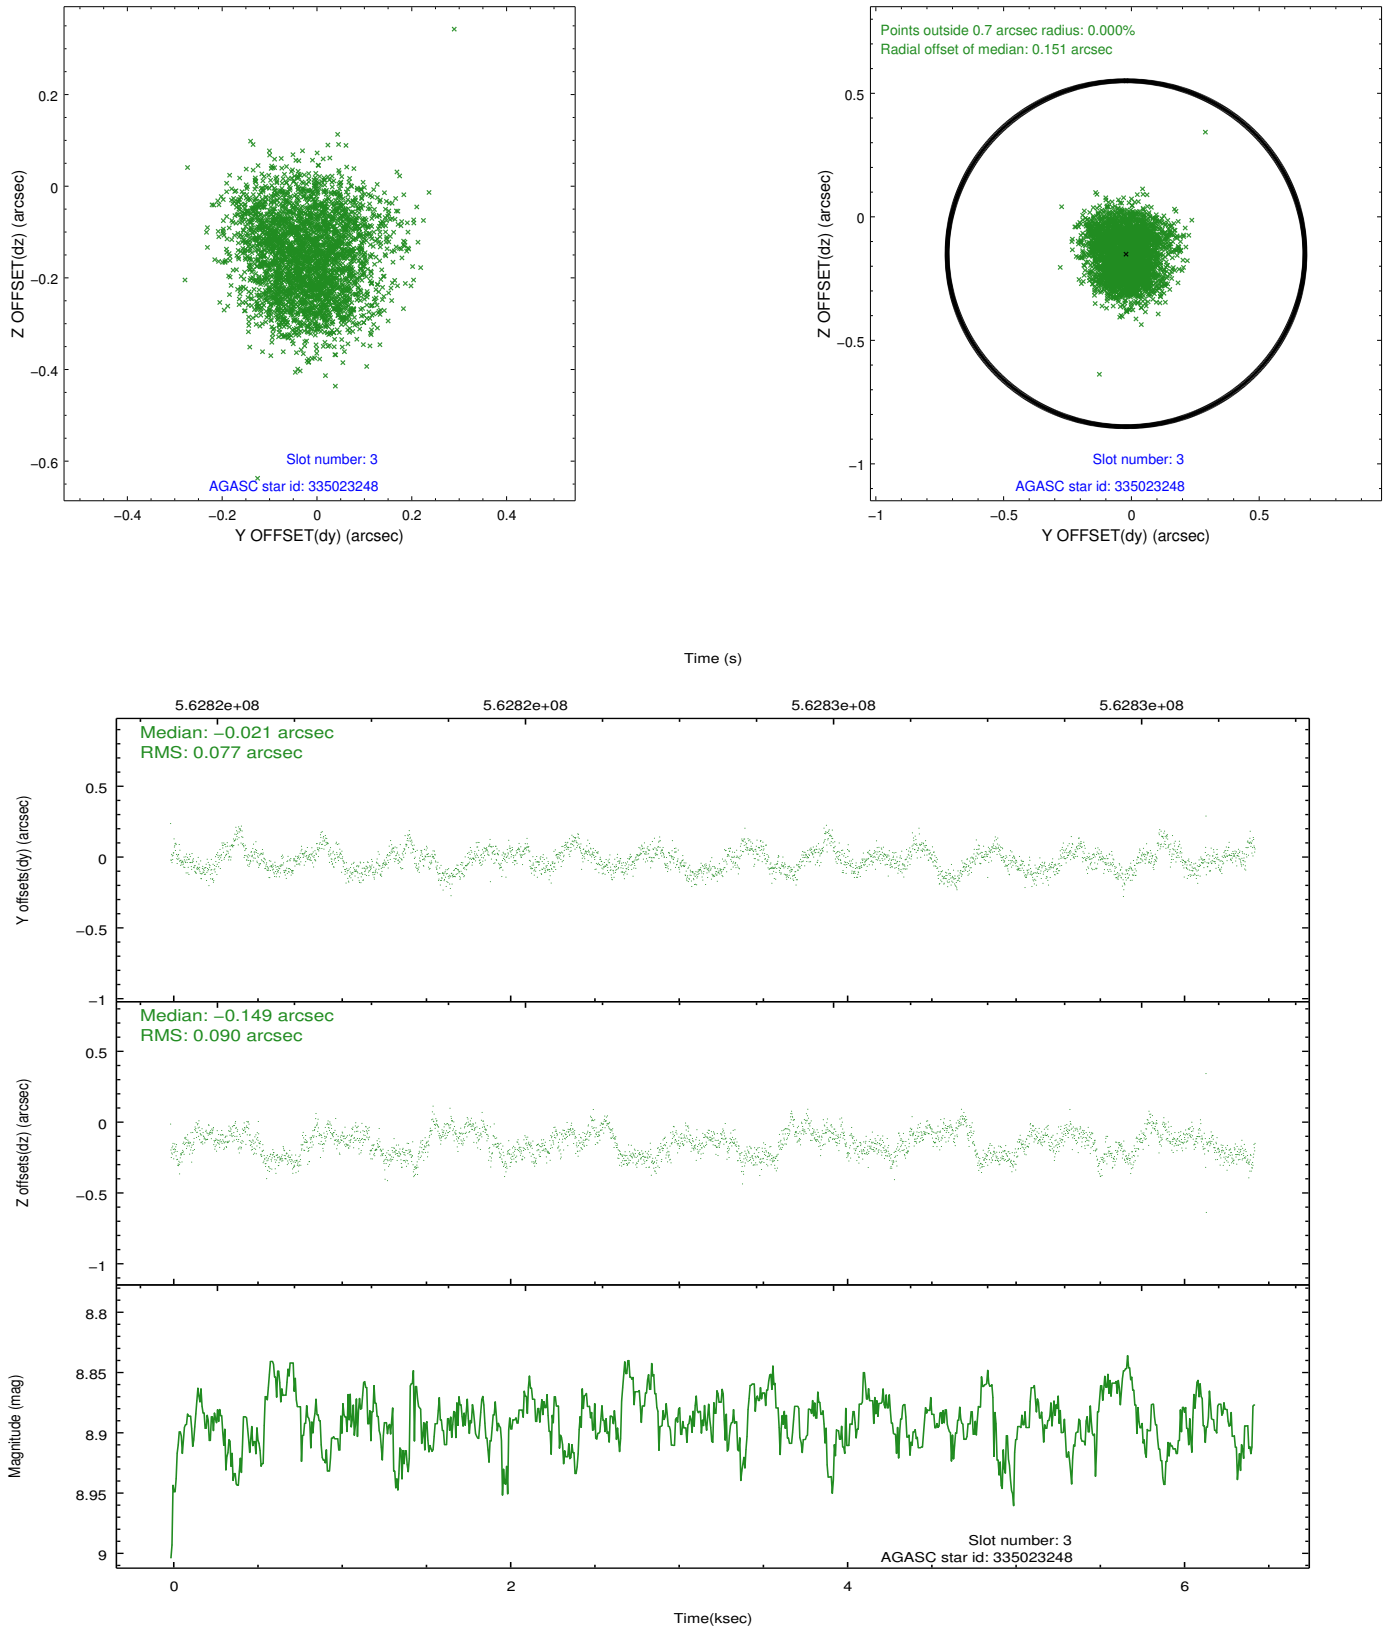 0.2
0
−0.2
−0.4
−0.6
Z OFFSET(dz) (arcsec)
Slot number: 3
AGASC star id: 335023248
−0.4
−0.2
0
0.2
0.4
Y OFFSET(dy) (arcsec)
Points outside 0.7 arcsec radius: 0.000%
Radial offset of median: 0.151 arcsec
0.5
0
−0.5
−1
Z OFFSET(dz) (arcsec)
Slot number: 3
AGASC star id: 335023248
−1
−0.5
0
0.5
Y OFFSET(dy) (arcsec)
Time (s)
5.6282e+08
5.6282e+08
5.6283e+08
5.6283e+08
Median: −0.021 arcsec
RMS: 0.077 arcsec
0.5
0
−0.5
−1
Y offsets(dy) (arcsec)
Median: −0.149 arcsec
RMS: 0.090 arcsec
0.5
0
−0.5
−1
Z offsets(dz) (arcsec)
8.8
8.85
8.9
8.95
9
Magnitude (mag)
Slot number: 3
AGASC star id: 335023248
0
2
4
6
Time(ksec)